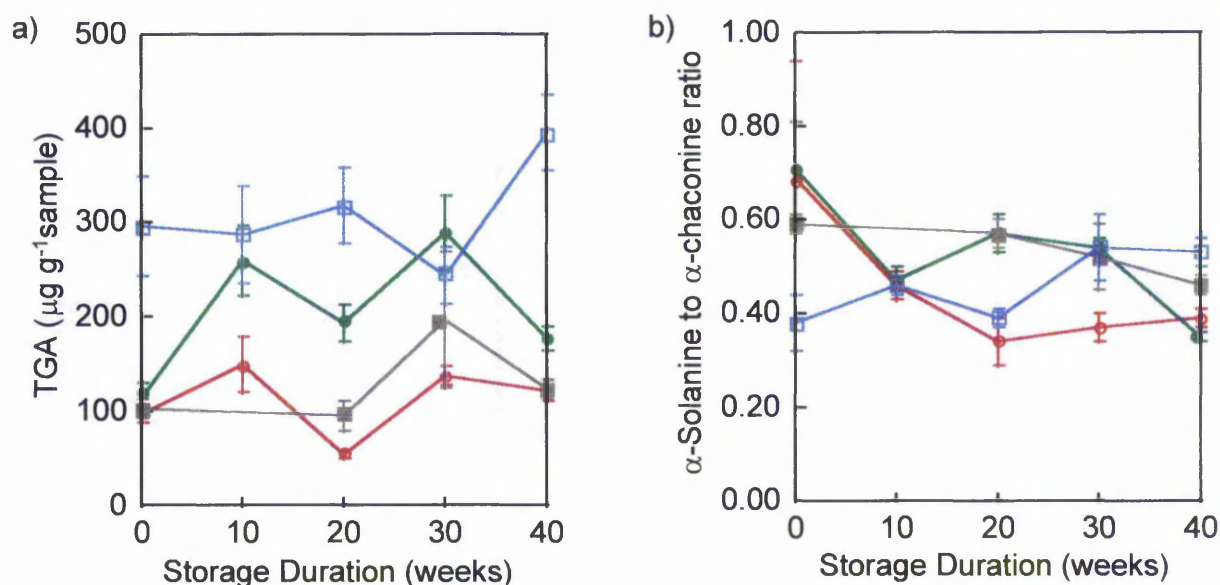 a)
500
400
300
200
100
0
TGA (µg g⁻¹sample)
0 10 20 30 40
Storage Duration (weeks)
b)
1.00
0.80
0.60
0.40
0.20
0.00
α-Solanine to α-chaconine ratio
0 10 20 30 40
Storage Duration (weeks)